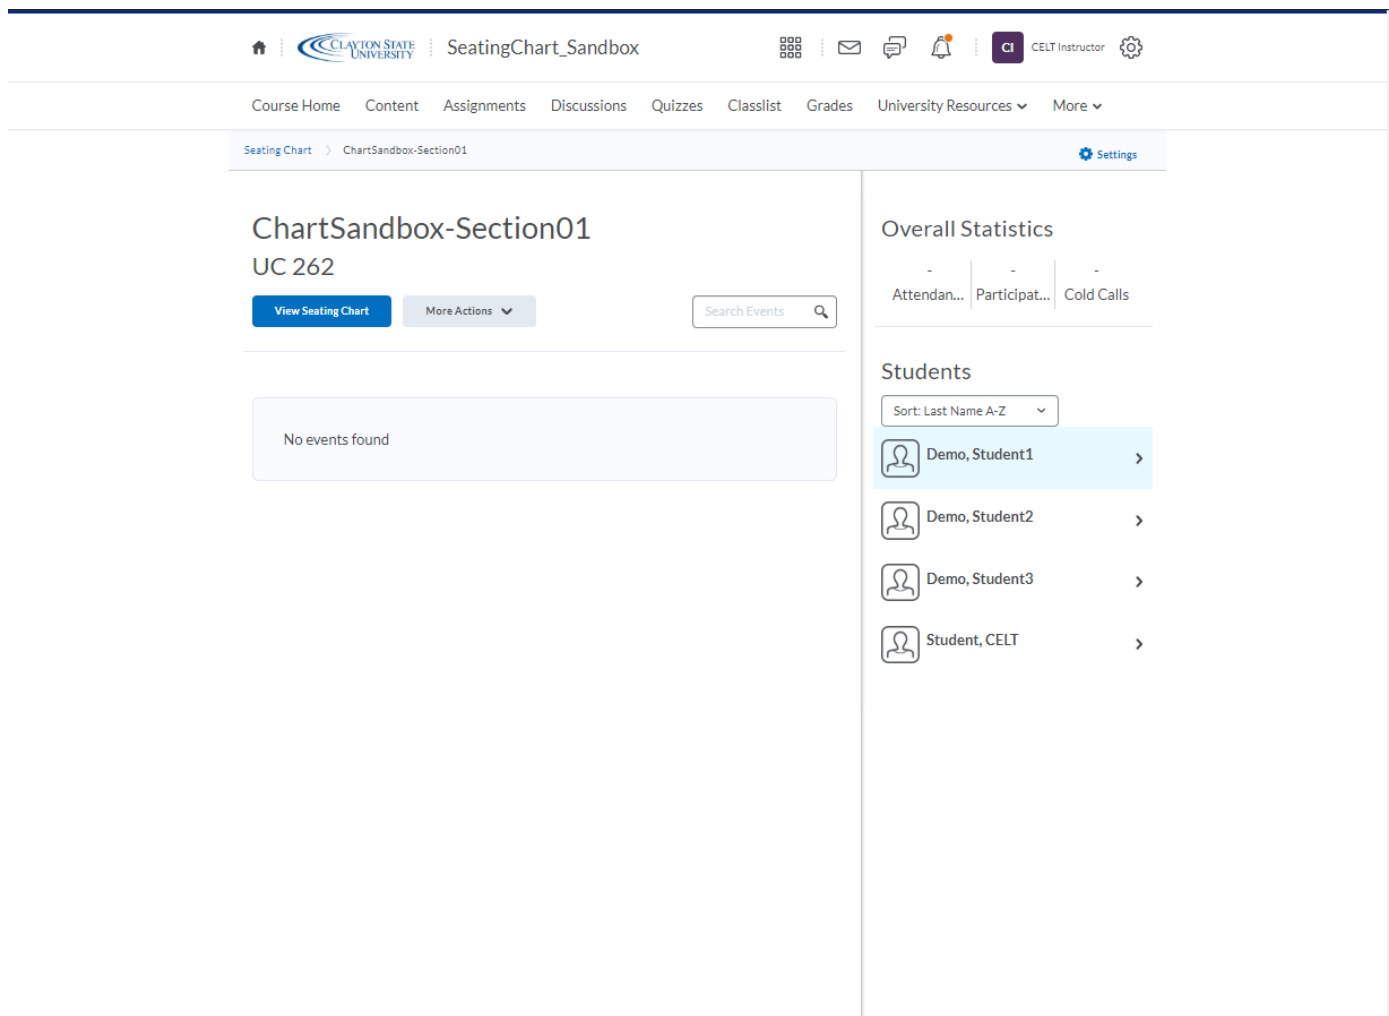 CLAYTON STATE
UNIVERSITY
SeatingChart_Sandbox
CI
CELT Instructor
Course Home Content Assignments Discussions Quizzes Classlist Grades University Resources More
Seating Chart ChartSandbox-Section01
Settings
ChartSandbox-Section01
UC 262
View Seating Chart More Actions Search Events
No events found
Overall Statistics
- - -
Attendan... Participat... Cold Calls
Students
Sort: Last Name A-Z
Demo, Student1
Demo, Student2
Demo, Student3
Student, CELT